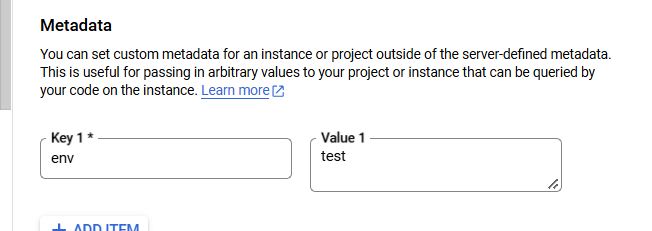 Metadata
You can set custom metadata for an instance or project outside of the server-defined metadata.
This is useful for passing in arbitrary values to your project or instance that can be queried by
your code on the instance. Learn more
Key 1 *
env
Value 1
test
+ ADD ITEM